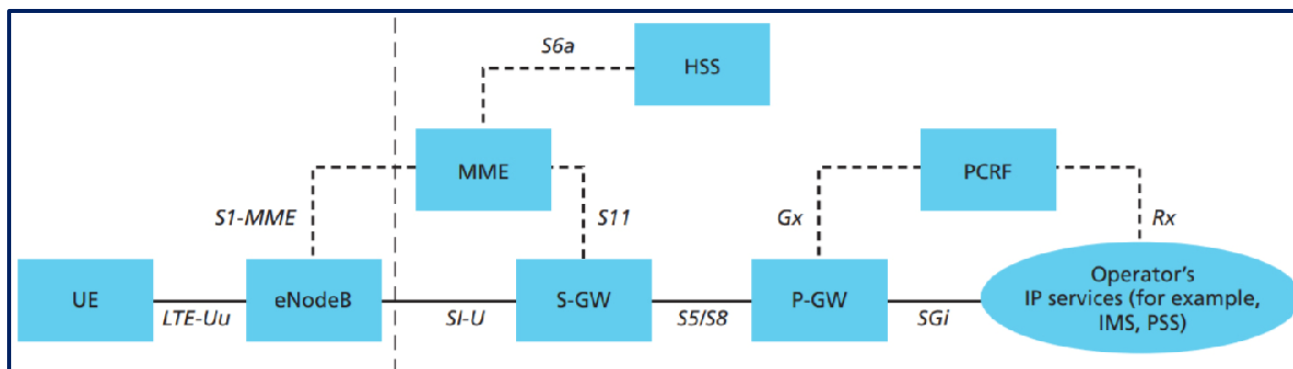 S6a
HSS
MME
PCRF
S1-MME
S11
Gx
Rx
UE
eNodeB
S-GW
P-GW
Operator's
IP services (for example,
IMS, PSS)
LTE-Uu
SI-U
S5/S8
SGi